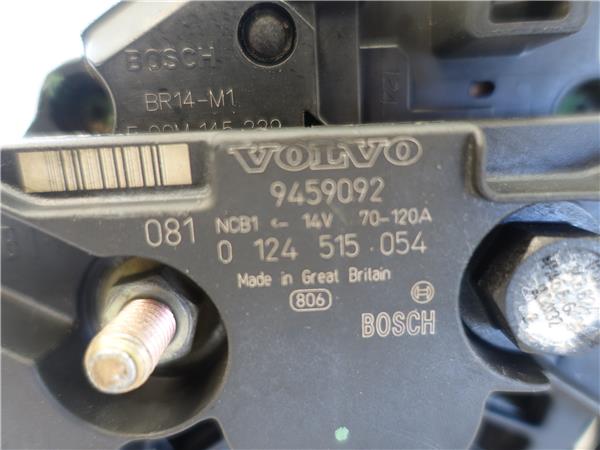 BOSCH
BR14-M1
VOLVO
9459092
081 NCB1 <- 14V 70-120A
0 124 515 054
Made in Great Britain
806
BOSCH